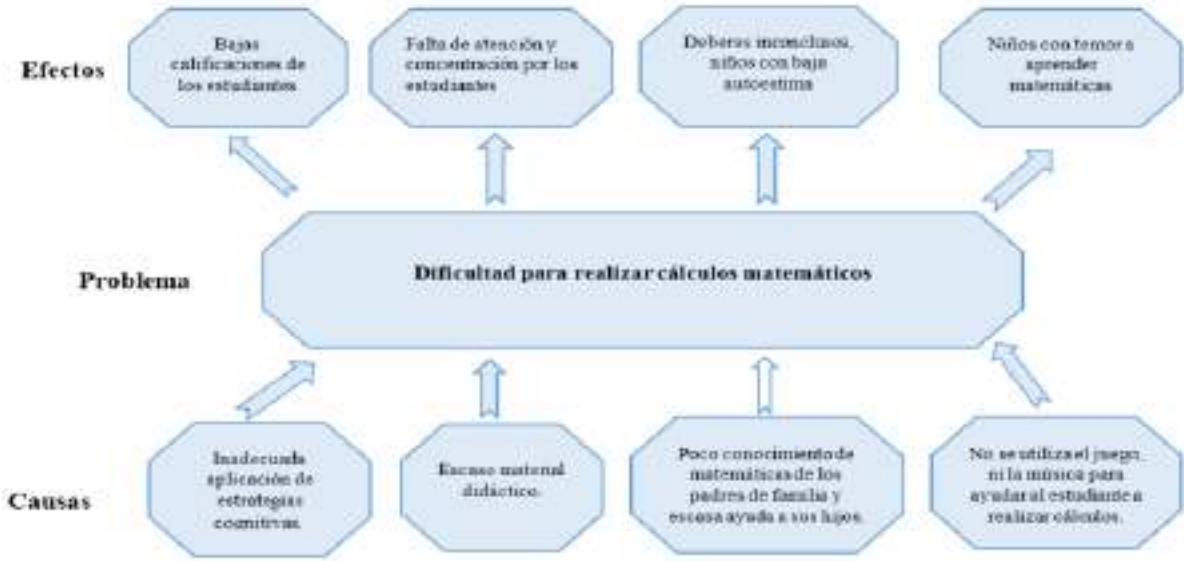 Efectos
Bajas
calificaciones de
los estudiantes
Falta de atención y
concentración por los
estudiantes
Deberes inconclusos,
niños con baja
autoestima
Niños con temor a
aprender
matemáticas
Problema
Dificultad para realizar cálculos matemáticos
Causas
Inadecuada
aplicación de
estrategias
cognitivas.
Escaso material
didáctico.
Poco conocimiento de
matemáticas de los
padres de familia y
escasa ayuda a sus hijos.
No se utiliza el juego,
ni la música para
ayudar al estudiante a
realizar cálculos.